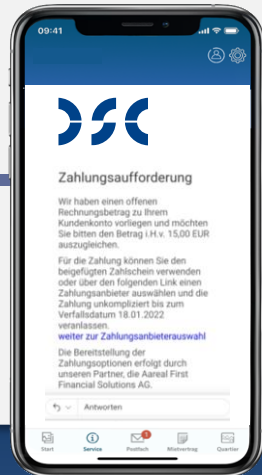 09:41
DSC
Zahlungsaufforderung
Wir haben einen offenen
Rechnungsbetrag zu Ihrem
Kundenkonto vorliegen und möchten
Sie bitten den Betrag i.H.v. 15,00 EUR
auszugleichen.
Für die Zahlung können Sie den
beigefügten Zahlschein verwenden
oder über den folgenden Link einen
Zahlungsanbieter auswählen und die
Zahlung unkompliziert bis zum
Verfallsdatum 18.01.2022
veranlassen.
weiter zur Zahlungsanbieterauswahl
Die Bereitstellung der
Zahlungsoptionen erfolgt durch
unseren Partner, die Aareal First
Financial Solutions AG.
Antworten
Start Service Postfach Mietvertrag Quartier